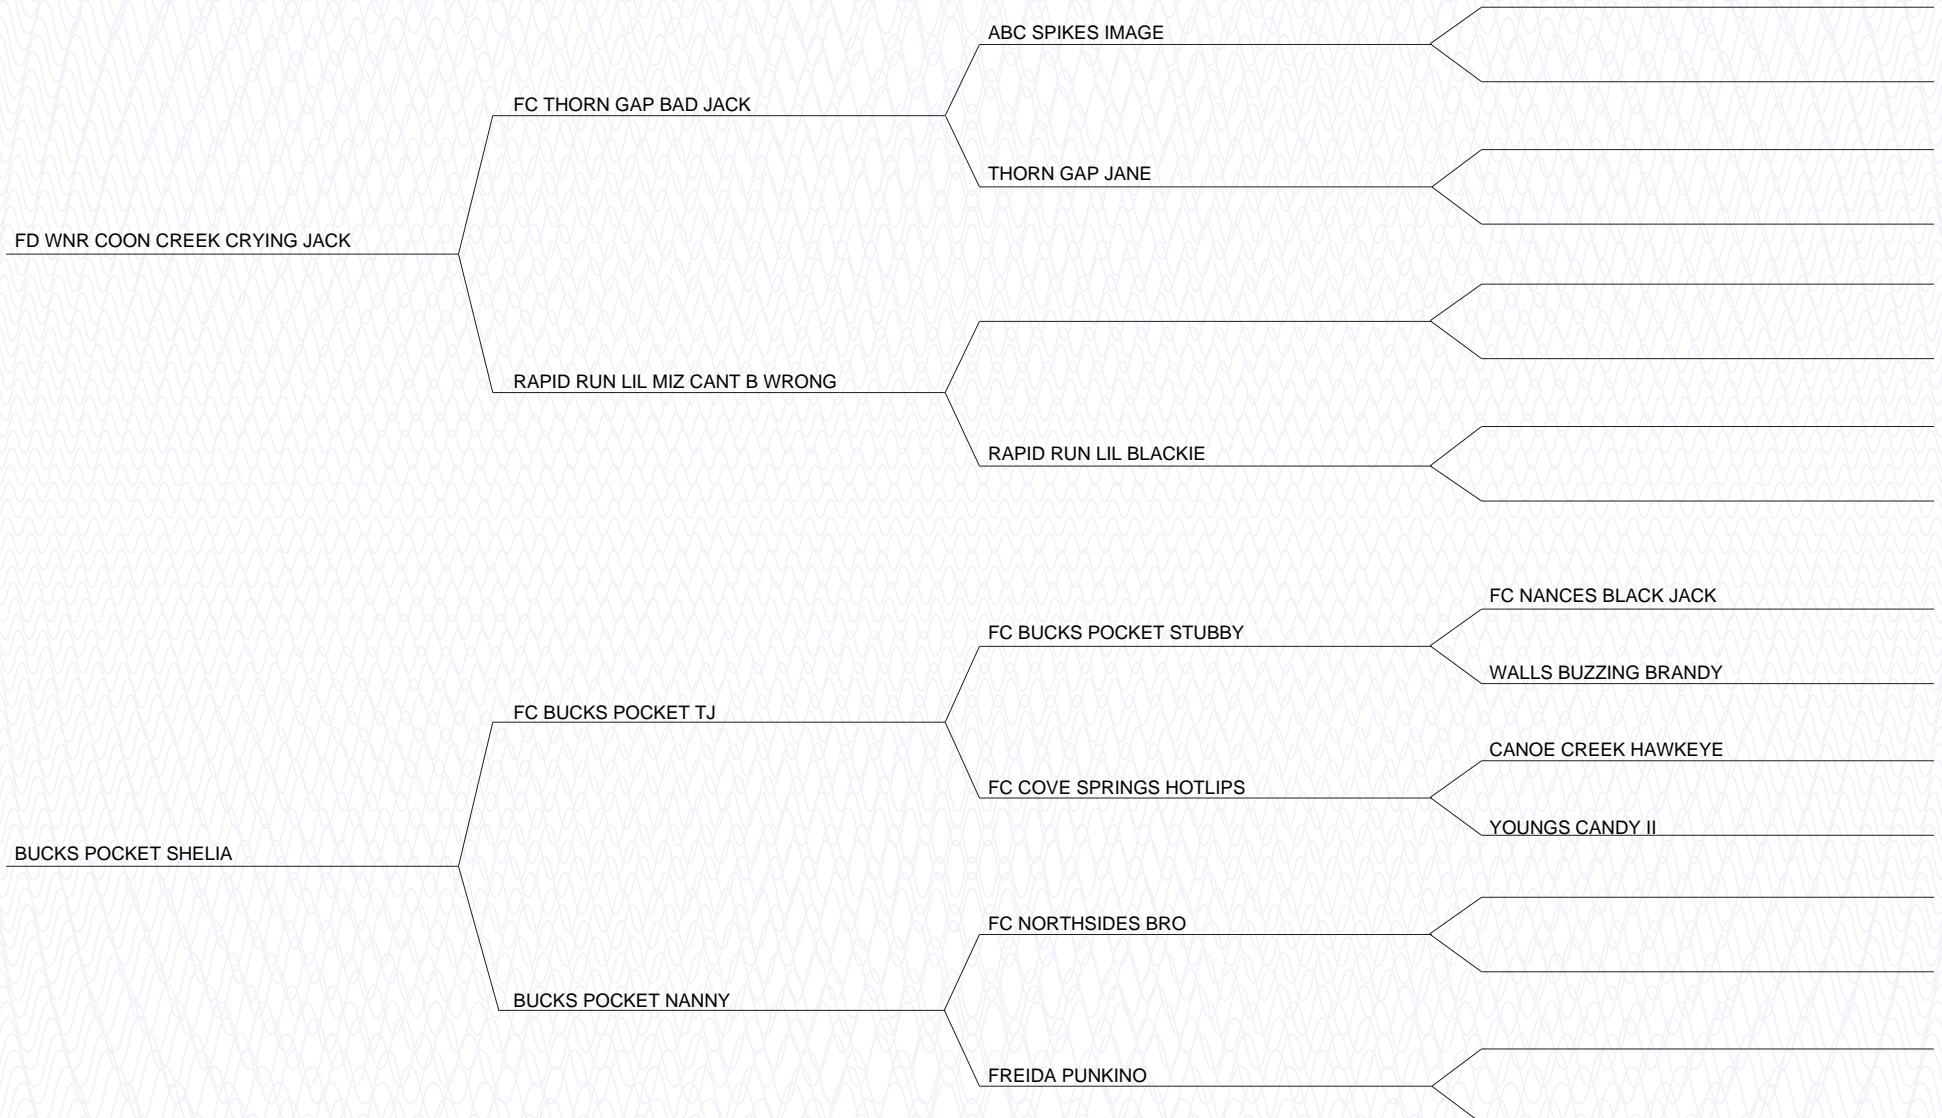 ABC SPIKES IMAGE
FC THORN GAP BAD JACK
THORN GAP JANE
FD WNR COON CREEK CRYING JACK
RAPID RUN LIL MIZ CANT B WRONG
RAPID RUN LIL BLACKIE
FC NANCES BLACK JACK
FC BUCKS POCKET STUBBY
WALLS BUZZING BRANDY
FC BUCKS POCKET TJ
CANOE CREEK HAWKEYE
FC COVE SPRINGS HOTLIPS
YOUNGS CANDY II
BUCKS POCKET SHELIA
FC NORTHSIDES BRO
BUCKS POCKET NANNY
FREIDA PUNKINO